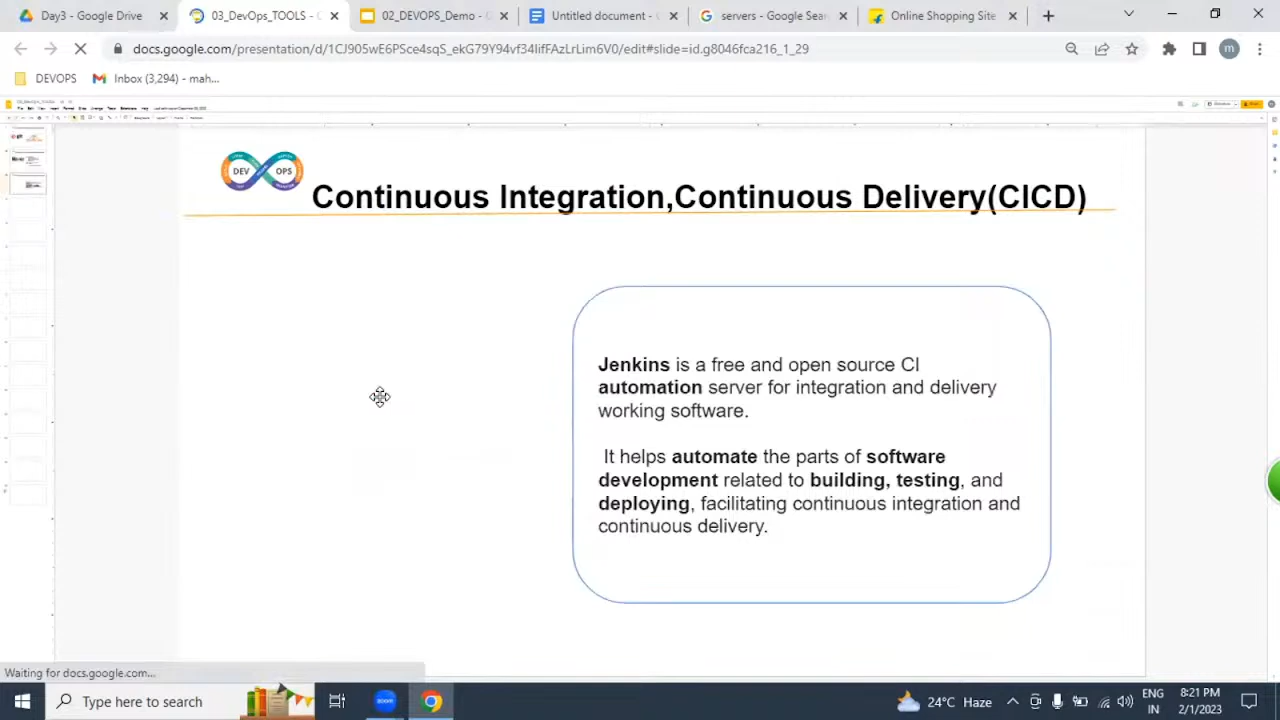 Day3 - Google Drive
03_DevOps_TOOLS - G
02_DEVOPS_Demo - G
Untitled document - G
servers - Google Sear
Online Shopping Site
docs.google.com/presentation/d/1CJ905wE6PSce4sqS_ekG79Y94vf34IifFAzLrLim6V0/edit#slide=id.g8046fca216_1_29
m
DEVOPS
Inbox (3,294) - mah...
DEV OPS
Continuous Integration,Continuous Delivery(CICD)
Jenkins is a free and open source CI
automation server for integration and delivery
working software.
It helps automate the parts of software
development related to building, testing, and
deploying, facilitating continuous integration and
continuous delivery.
Waiting for docs.google.com...
Type here to search
zoom
24°C Haze
ENG
IN
8:21 PM
2/1/2023